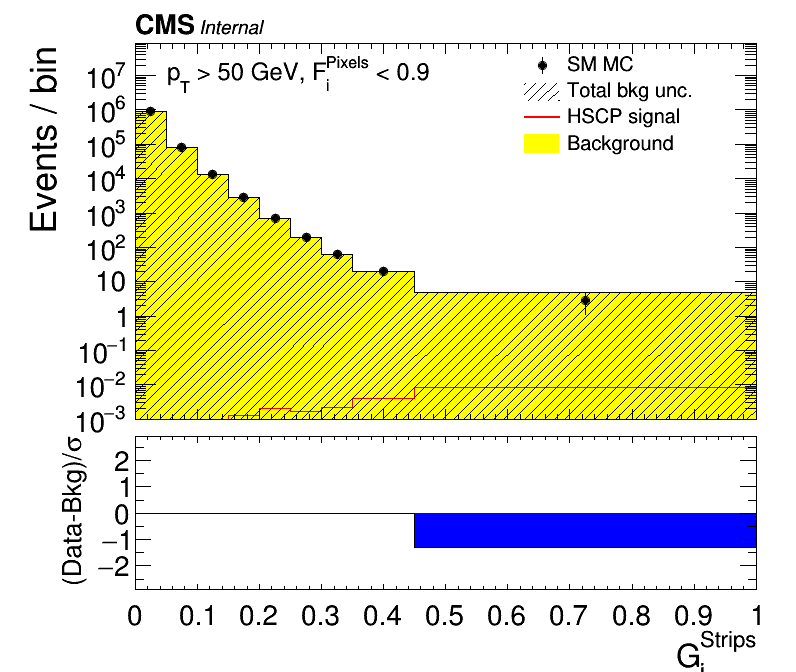 CMS Internal
p_T > 50 GeV, F_i^Pixels < 0.9
SM MC
Total bkg unc.
HSCP signal
Background
Events / bin
10^7
10^6
10^5
10^4
10^3
10^2
10
1
10^−1
10^−2
10^−3
(Data-Bkg)/σ
2
1
0
−1
−2
0 0.1 0.2 0.3 0.4 0.5 0.6 0.7 0.8 0.9 1
G_i^Strips